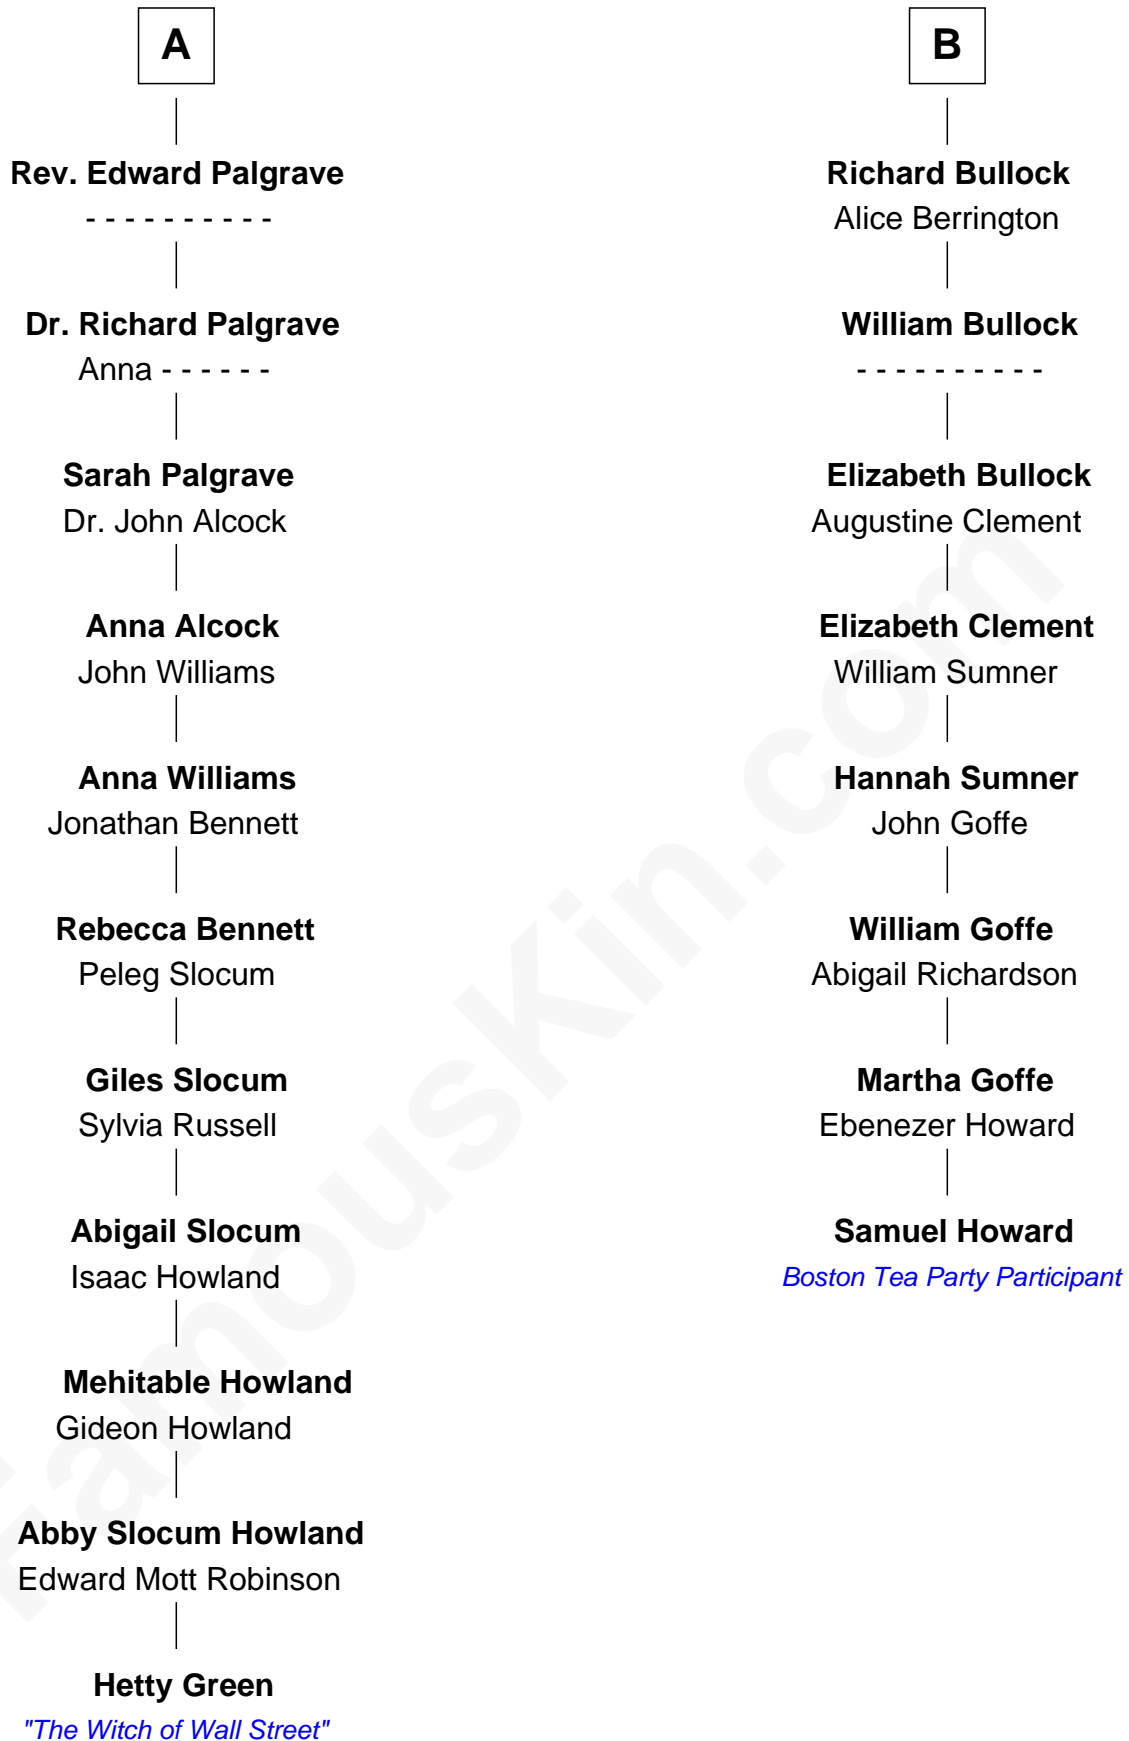 A
Rev. Edward Palgrave
- - - - - - - - - -
Dr. Richard Palgrave
Anna - - - - - -
Sarah Palgrave
Dr. John Alcock
Anna Alcock
John Williams
Anna Williams
Jonathan Bennett
Rebecca Bennett
Peleg Slocum
Giles Slocum
Sylvia Russell
Abigail Slocum
Isaac Howland
Mehitable Howland
Gideon Howland
Abby Slocum Howland
Edward Mott Robinson
Hetty Green
"The Witch of Wall Street"
B
Richard Bullock
Alice Berrington
William Bullock
- - - - - - - - - -
Elizabeth Bullock
Augustine Clement
Elizabeth Clement
William Sumner
Hannah Sumner
John Goffe
William Goffe
Abigail Richardson
Martha Goffe
Ebenezer Howard
Samuel Howard
Boston Tea Party Participant
FamousKin.com